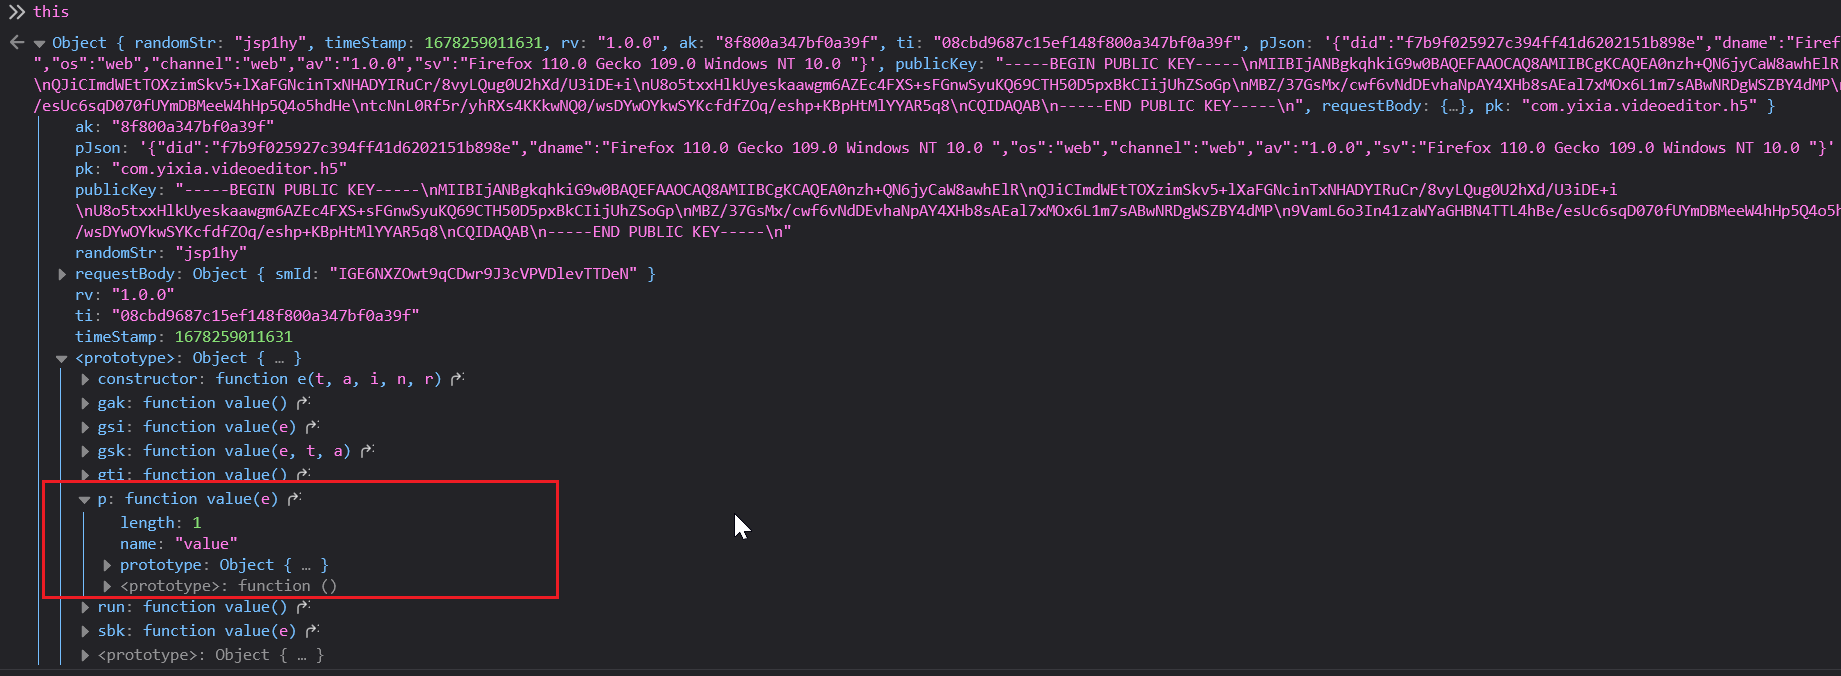 >> this
Object { randomStr: "jsp1hy", timeStamp: 1678259011631, rv: "1.0.0", ak: "8f800a347bf0a39f", ti: "08cbd9687c15ef148f800a347bf0a39f", pJson: '{"did":"f7b9f025927c394ff41d6202151b898e","dname":"Firef
","os":"web","channel":"web","av":"1.0.0","sv":"Firefox 110.0 Gecko 109.0 Windows NT 10.0 "}', publicKey: "-----BEGIN PUBLIC KEY-----\nMIIBIjANBgkqhkiG9w0BAQEFAAOCAQ8AMIIBCgKCAQEA0nzh+QN6jyCaW8awhElR
\nQJiCImdWEtTOXzimSkv5+lXaFGNcinTxNHADYIRuCr/8vyLQug0U2hXd/U3iDE+i\nU8o5txxHlkUyeskaawgm6AZEc4FXS+sFGnwSyuKQ69CTH50D5pxBkCIijUhZSoGp\nMBZ/37GsMx/cwf6vNdDEvhaNpAY4XHb8sAEal7xMOx6L1m7sABwNRDgWSZBY4dMP\n
/esUc6sqD070fUYmDBMeeW4hHp5Q4o5hdHe\ntcNnL0Rf5r/yhRXs4KKkwNQ0/wsDYwOYkwSYKcfdfZOq/eshp+KBpHtMlYYAR5q8\nCQIDAQAB\n-----END PUBLIC KEY-----\n", requestBody: {…}, pk: "com.yixia.videoeditor.h5" }
ak: "8f800a347bf0a39f"
pJson: '{"did":"f7b9f025927c394ff41d6202151b898e","dname":"Firefox 110.0 Gecko 109.0 Windows NT 10.0 ","os":"web","channel":"web","av":"1.0.0","sv":"Firefox 110.0 Gecko 109.0 Windows NT 10.0 "}'
pk: "com.yixia.videoeditor.h5"
publicKey: "-----BEGIN PUBLIC KEY-----\nMIIBIjANBgkqhkiG9w0BAQEFAAOCAQ8AMIIBCgKCAQEA0nzh+QN6jyCaW8awhElR\nQJiCImdWEtTOXzimSkv5+lXaFGNcinTxNHADYIRuCr/8vyLQug0U2hXd/U3iDE+i
\nU8o5txxHlkUyeskaawgm6AZEc4FXS+sFGnwSyuKQ69CTH50D5pxBkCIijUhZSoGp\nMBZ/37GsMx/cwf6vNdDEvhaNpAY4XHb8sAEal7xMOx6L1m7sABwNRDgWSZBY4dMP\n9VamL6o3In41zaWYaGHBN4TTL4hBe/esUc6sqD070fUYmDBMeeW4hHp5Q4o5h
/wsDYwOYkwSYKcfdfZOq/eshp+KBpHtMlYYAR5q8\nCQIDAQAB\n-----END PUBLIC KEY-----\n"
randomStr: "jsp1hy"
requestBody: Object { smId: "IGE6NXZOwt9qCDwr9J3cVPVDlevTTDeN" }
rv: "1.0.0"
ti: "08cbd9687c15ef148f800a347bf0a39f"
timeStamp: 1678259011631
<prototype>: Object { … }
constructor: function e(t, a, i, n, r)
gak: function value()
gsi: function value(e)
gsk: function value(e, t, a)
gti: function value()
p: function value(e)
length: 1
name: "value"
prototype: Object { … }
<prototype>: function ()
run: function value()
sbk: function value(e)
<prototype>: Object { … }